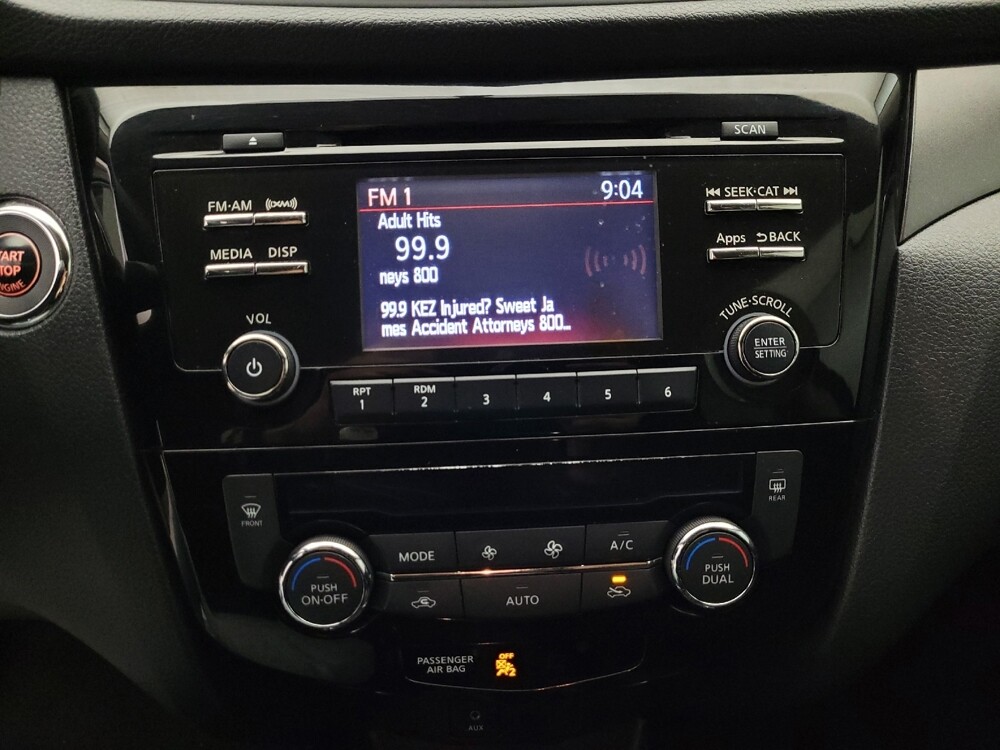 SCAN
FM·AM ((XM))
SEEK·CAT
MEDIA DISP
Apps BACK
FM 1 9:04
Adult Hits
99.9
neys 800
99.9 KEZ Injured? Sweet Ja
mes Accident Attorneys 800...
START
STOP
ENGINE
VOL
TUNE·SCROLL
ENTER
SETTING
RPT
1
RDM
2
3
4
5
6
FRONT
REAR
MODE
A/C
PUSH
ON·OFF
AUTO
PUSH
DUAL
PASSENGER
AIR BAG
OFF
2
AUX